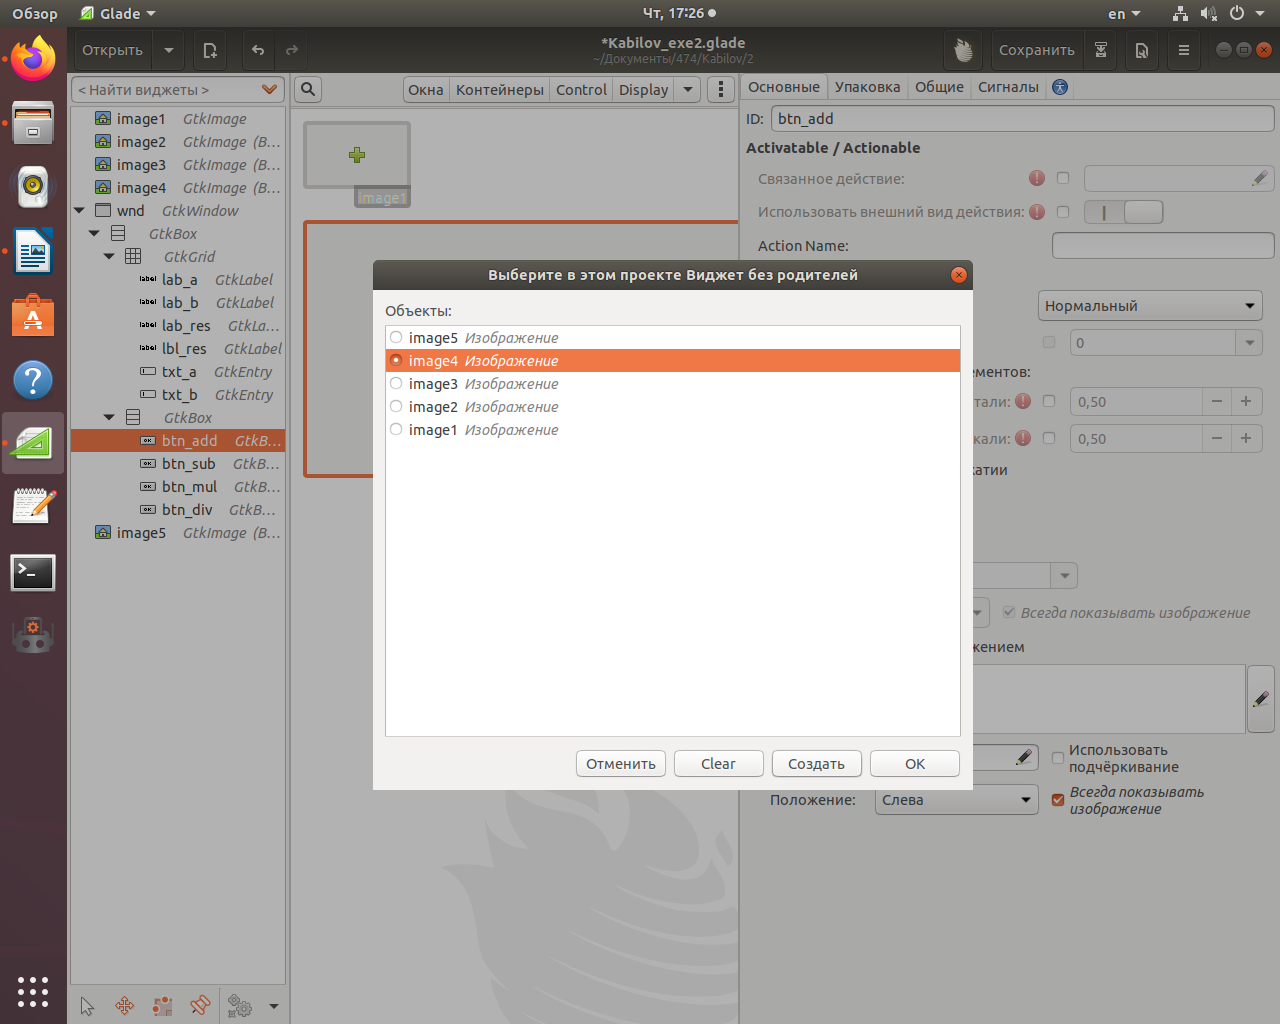 Обзор Glade Чт, 17:26 en
Открыть *Kabilov_exe2.glade Сохранить
~/Документы/474/Kabilov/2
< Найти виджеты > Окна Контейнеры Control Display Основные Упаковка Общие Сигналы
image1 GtkImage
image2 GtkImage (B...
image3 GtkImage (B...
image4 GtkImage (B...
wnd GtkWindow
GtkBox
GtkGrid
lab_a GtkLabel
lab_b GtkLabel
lab_res GtkLa...
lbl_res GtkLabel
txt_a GtkEntry
txt_b GtkEntry
GtkBox
btn_add GtkB...
btn_sub GtkB...
btn_mul GtkB...
btn_div GtkB...
image5 GtkImage (B...
image1
ID: btn_add
Activatable / Actionable
Связанное действие:
Использовать внешний вид действия:
Action Name:
Нормальный
0
ементов:
тали: 0,50
кали: 0,50
катии
Всегда показывать изображение
жением
Использовать
подчёркивание
Положение: Слева Всегда показывать
изображение
Выберите в этом проекте Виджет без родителей
Объекты:
image5 Изображение
image4 Изображение
image3 Изображение
image2 Изображение
image1 Изображение
Отменить Clear Создать OK